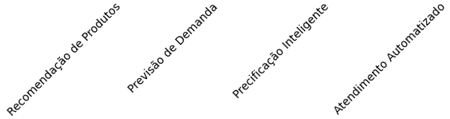 Recomendação de Produtos
Previsão de Demanda
Precificação Inteligente
Atendimento Automatizado